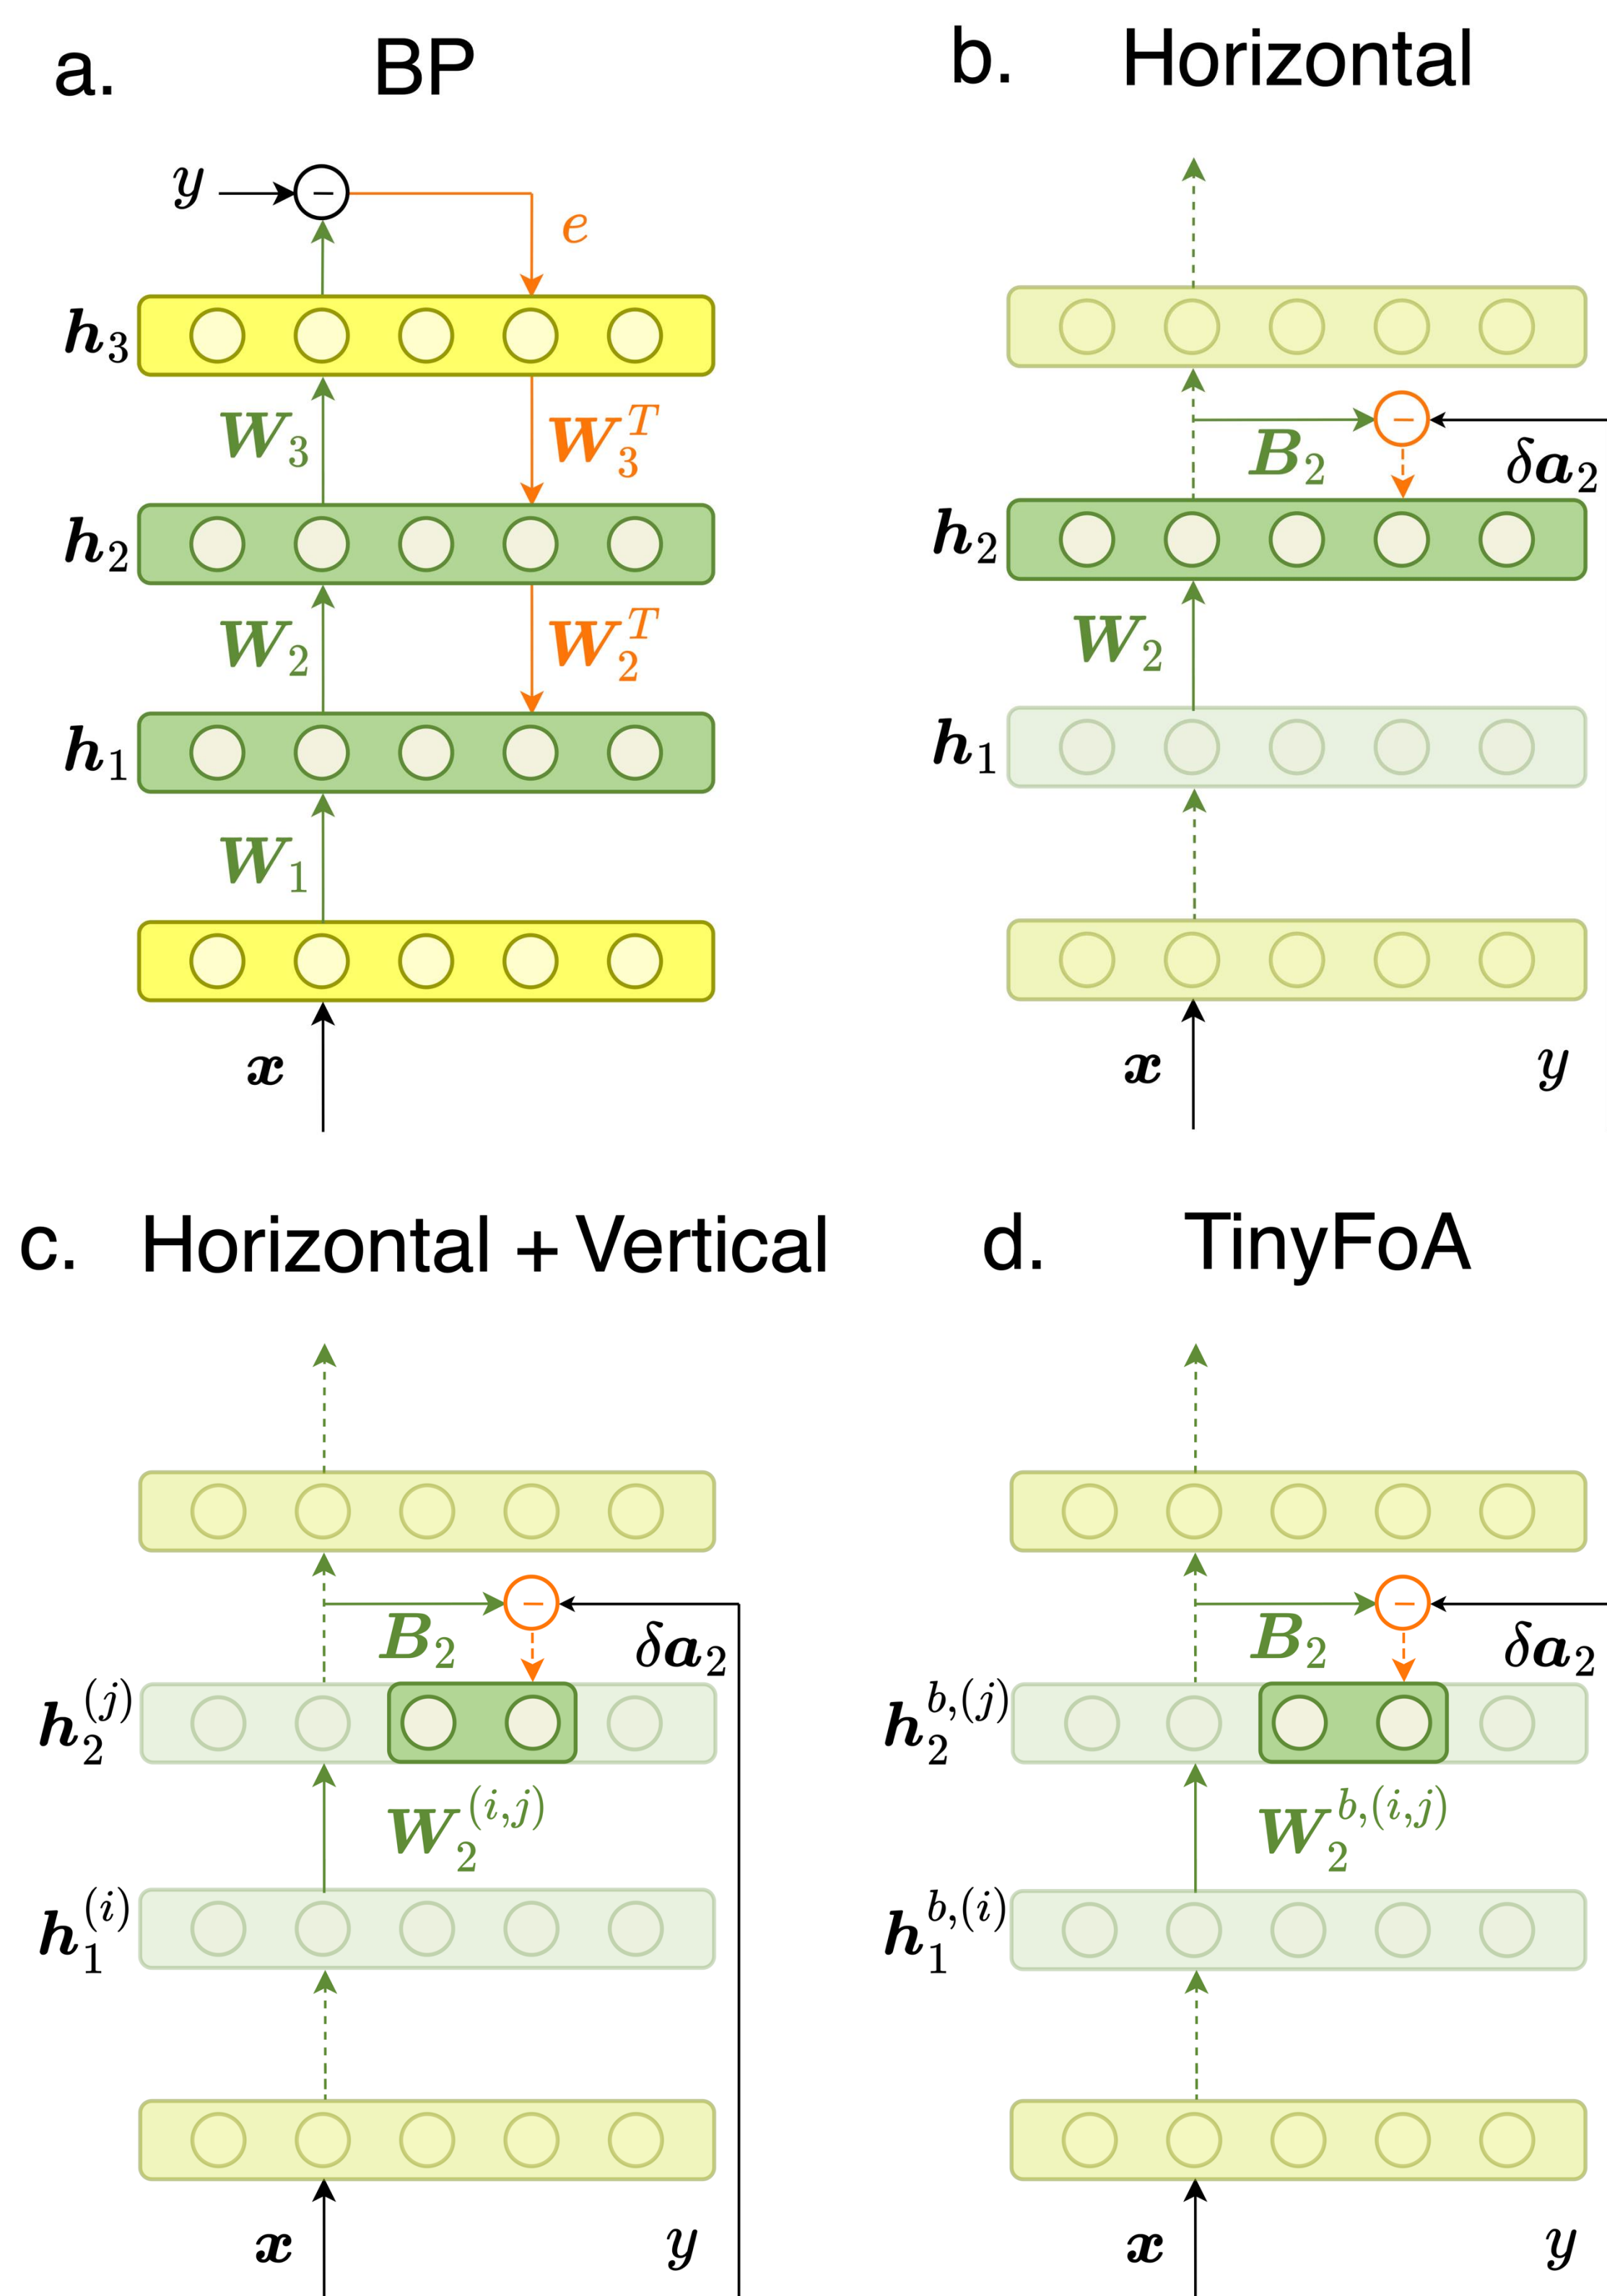 a. BP
y
−
e
h₃
W₃
W₃ᵀ
h₂
W₂
W₂ᵀ
h₁
W₁
x
b. Horizontal
−
B₂
δa₂
h₂
W₂
h₁
x
y
c. Horizontal + Vertical
−
B₂
δa₂
h₂⁽ʲ⁾
W₂⁽ⁱ,ʲ⁾
h₁⁽ⁱ⁾
x
y
d. TinyFoA
−
B₂
δa₂
h₂ᵇ,⁽ʲ⁾
W₂ᵇ,⁽ⁱ,ʲ⁾
h₁ᵇ,⁽ⁱ⁾
x
y